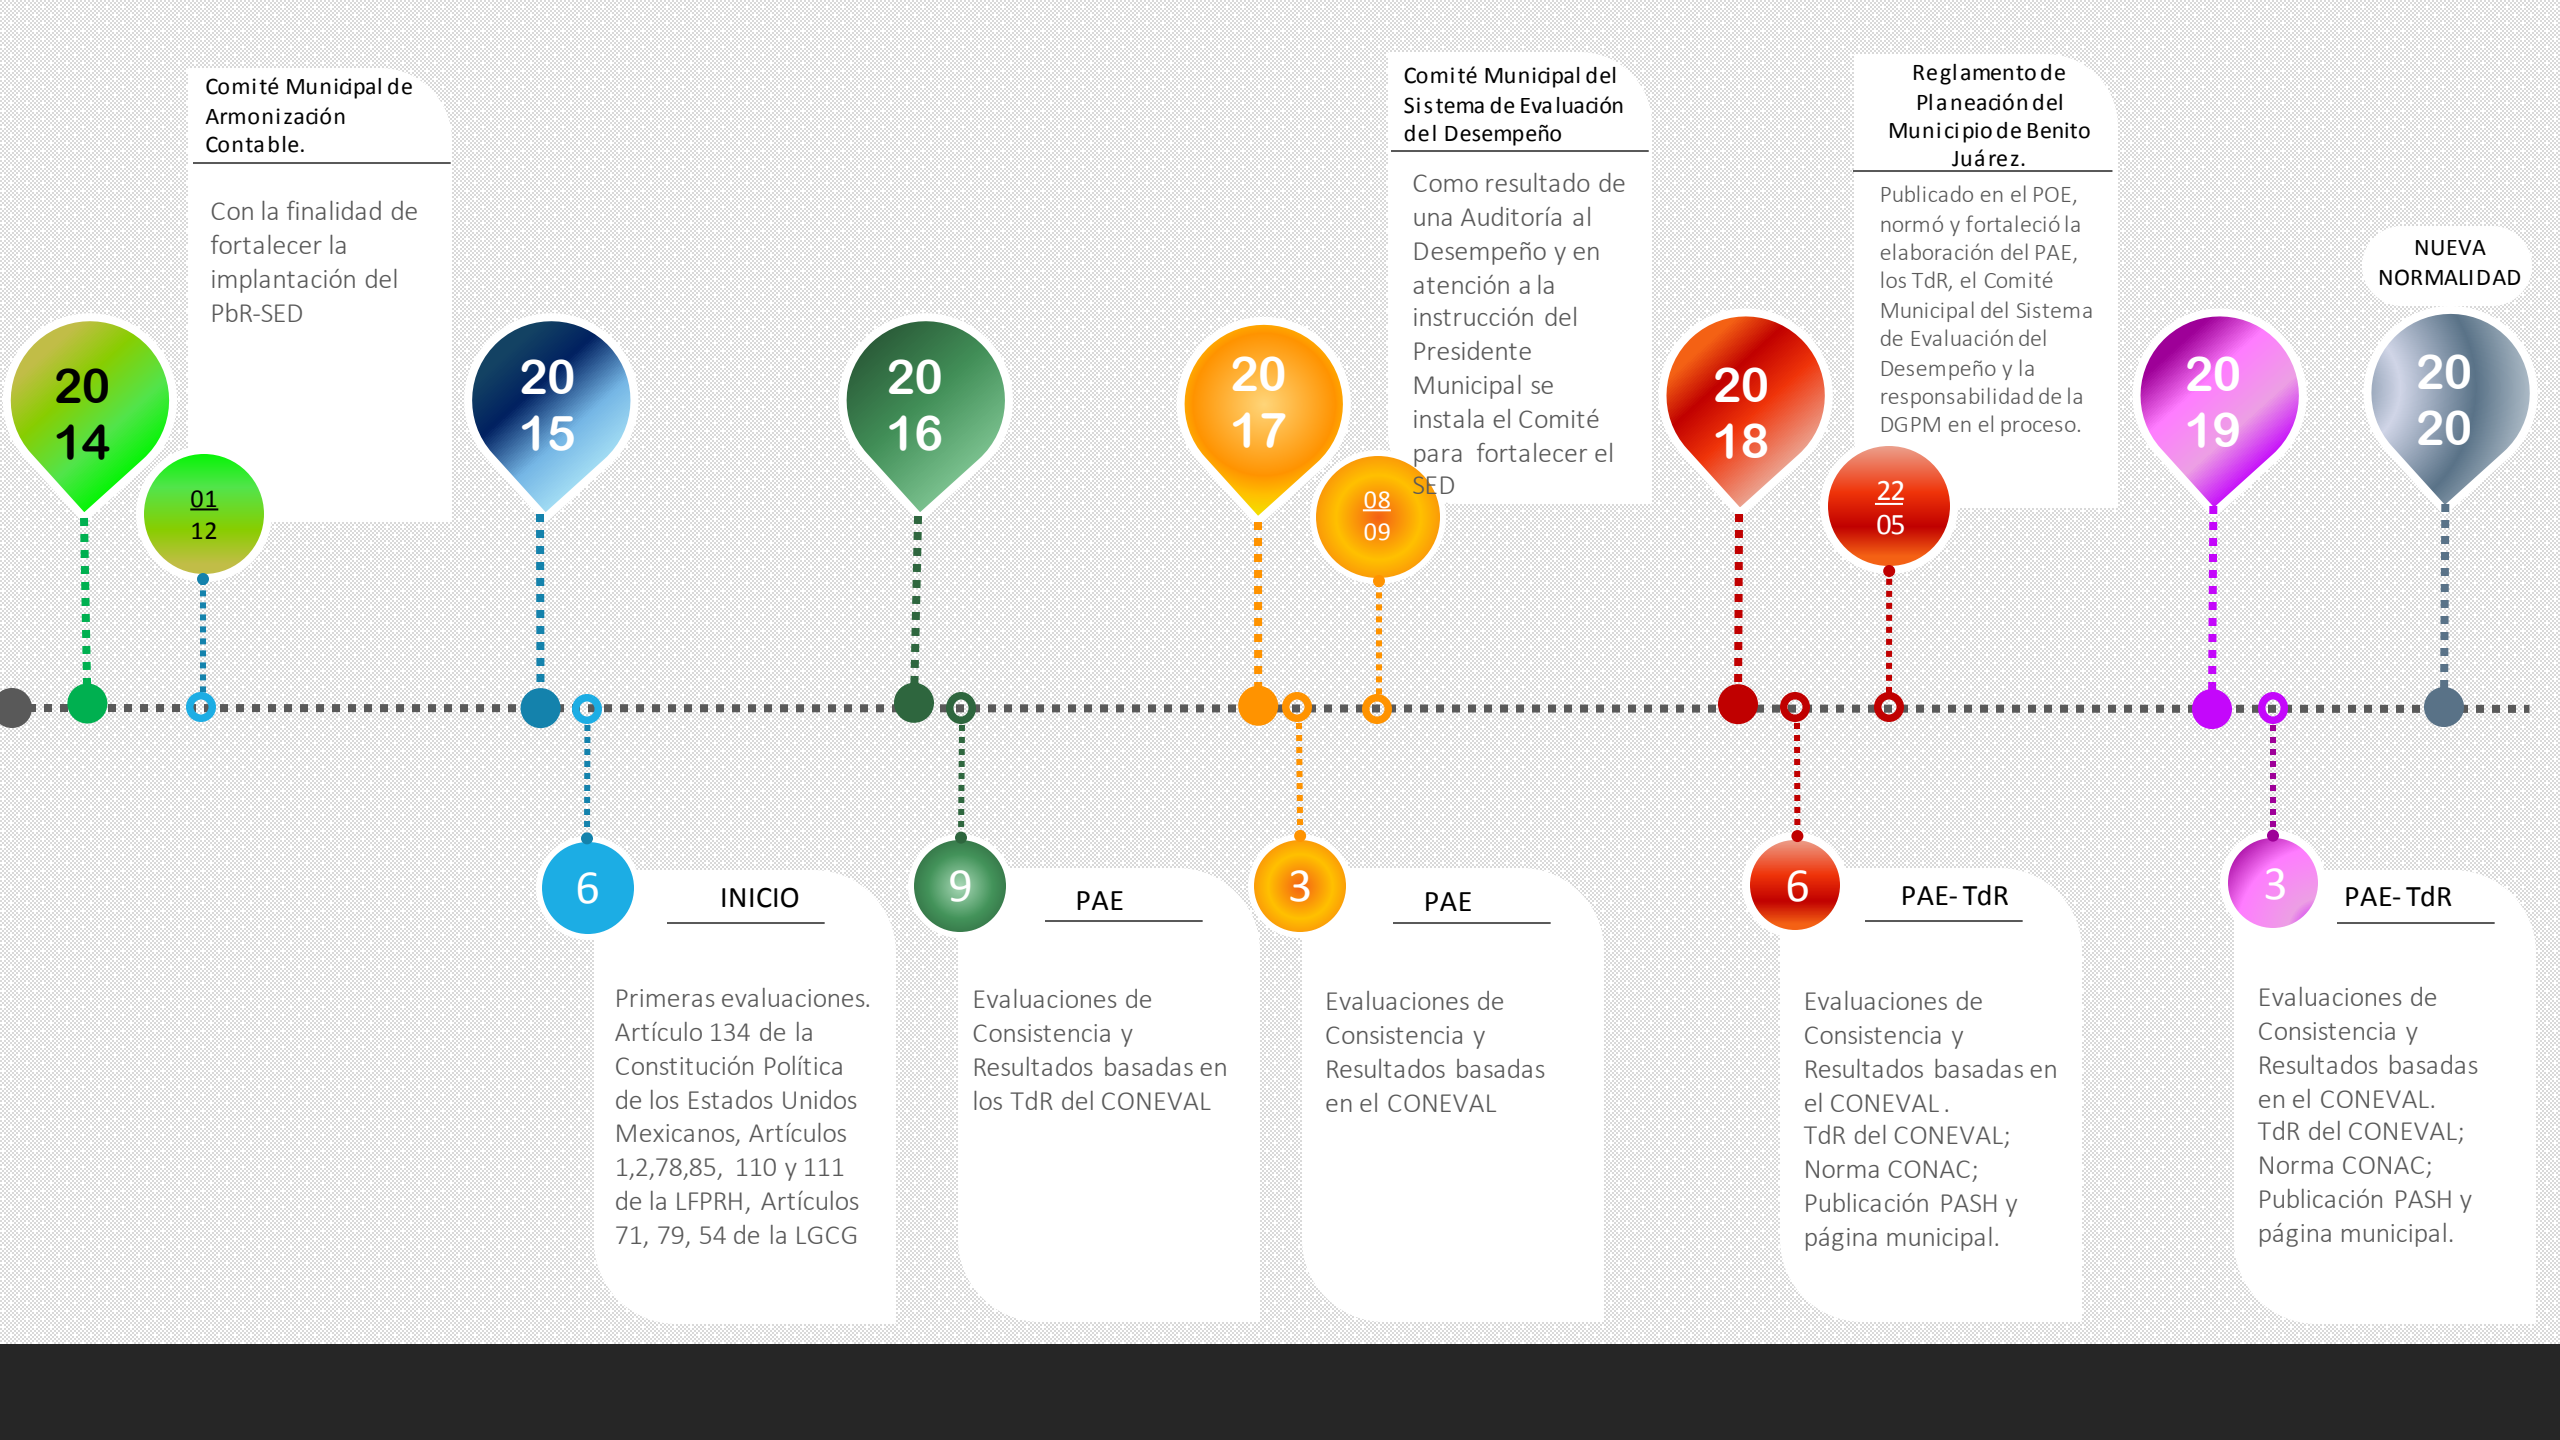 Comité Municipal de
Armonización
Contable.
Con la finalidad de
fortalecer la
implantación del
PbR-SED
20
14
01
12
20
15
6
INICIO
Primeras evaluaciones.
Artículo 134 de la
Constitución Política
de los Estados Unidos
Mexicanos, Artículos
1,2,78,85, 110 y 111
de la LFPRH, Artículos
71, 79, 54 de la LGCG
20
16
9
PAE
Evaluaciones de
Consistencia y
Resultados basadas en
los TdR del CONEVAL
20
17
3
PAE
Evaluaciones de
Consistencia y
Resultados basadas
en el CONEVAL
Comité Municipal del
Sistema de Evaluación
del Desempeño
Como resultado de
una Auditoría al
Desempeño y en
atención a la
instrucción del
Presidente
Municipal se
instala el Comité
para fortalecer el
SED
08
09
20
18
6
PAE- TdR
Evaluaciones de
Consistencia y
Resultados basadas en
el CONEVAL .
TdR del CONEVAL;
Norma CONAC;
Publicación PASH y
página municipal.
Reglamento de
Planeación del
Municipio de Benito
Juárez.
Publicado en el POE,
normó y fortaleció la
elaboración del PAE,
los TdR, el Comité
Municipal del Sistema
de Evaluación del
Desempeño y la
responsabilidad de la
DGPM en el proceso.
22
05
20
19
3
PAE- TdR
Evaluaciones de
Consistencia y
Resultados basadas
en el CONEVAL.
TdR del CONEVAL;
Norma CONAC;
Publicación PASH y
página municipal.
NUEVA
NORMALIDAD
20
20